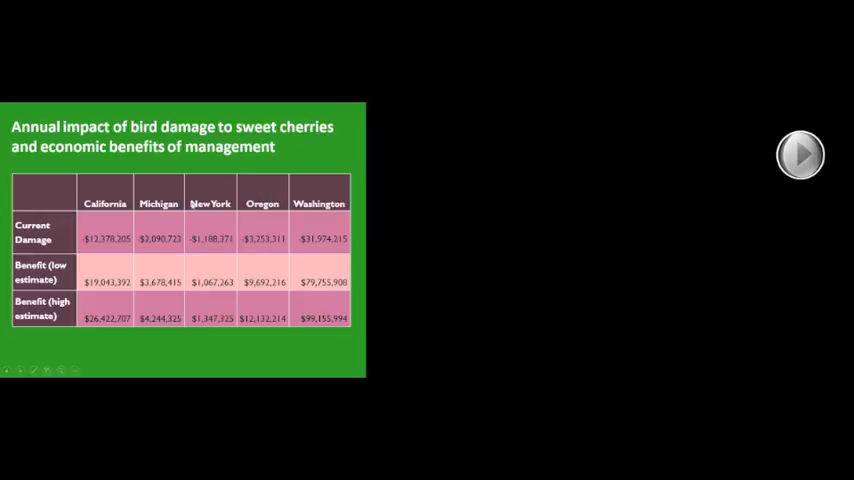 Annual impact of bird damage to sweet cherries
and economic benefits of management
California Michigan New York Oregon Washington
Current
Damage -$12,378,205 -$2,090,723 -$1,188,371 -$3,253,311 -$31,974,215
Benefit (low
estimate) $19,043,392 $3,678,415 $1,067,263 $9,692,216 $79,755,908
Benefit (high
estimate) $26,422,707 $4,244,325 $1,347,325 $12,132,214 $99,155,994